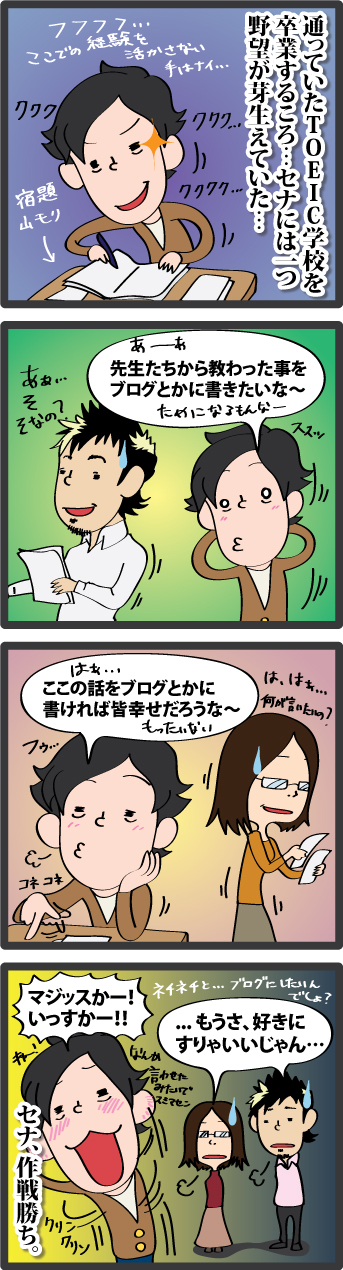 通っていたTOEIC学校を
卒業するころ…セナには一つ
野望が芽生えていた…
フフフフ…
ここでの経験を
活かさない
手はナイ…
ククク
ククク…
ククククク…
宿題
山モリ
あーぁ
先生たちから教わった事を
ブログとかに書きたいな〜
ためになるもんなー
あぁ…
そ
そなの?
はぁ…
ここの話をブログとかに
書ければ皆幸せだろうな〜
もったいない
は、はぁ…
何が言いたいの?
フゥ…
コネコネ
ネチネチと…ブログにしたいん
でしょ?
マジッスかー!
いっすかー!!
…もうさ、好きに
すりゃいいじゃん…
なんか
言わせた
みたいで
スミマセン
クリン
クリン
セナ、作戦勝ち。